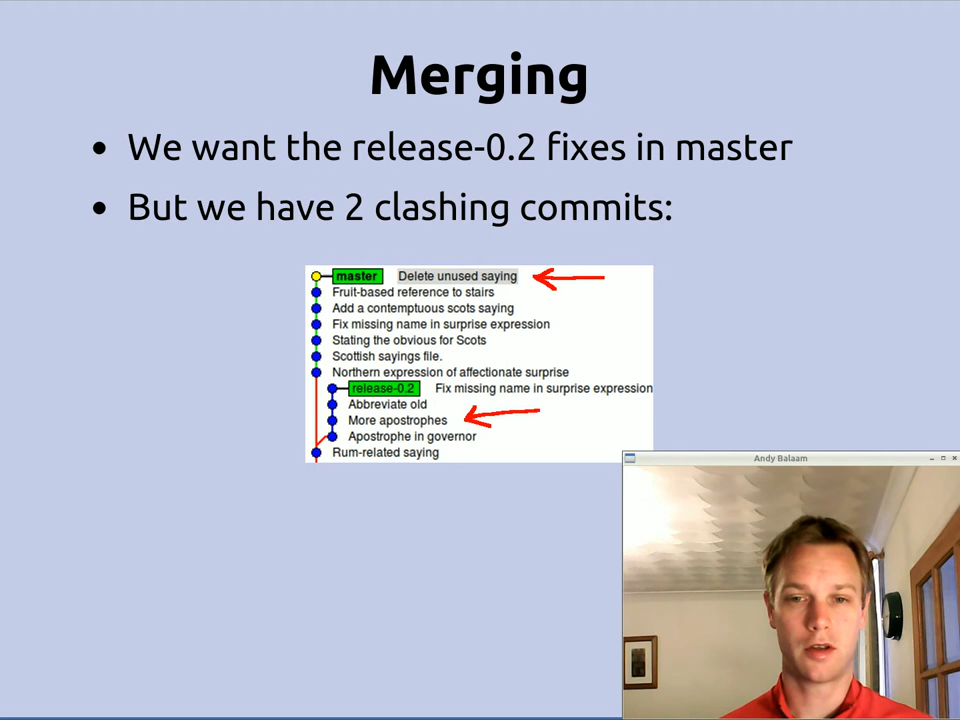 Merging
• We want the release-0.2 fixes in master
• But we have 2 clashing commits:
master Delete unused saying
Fruit-based reference to stairs
Add a contemptuous scots saying
Fix missing name in surprise expression
Stating the obvious for Scots
Scottish sayings file.
Northern expression of affectionate surprise
release-0.2 Fix missing name in surprise expression
Abbreviate old
More apostrophes
Apostrophe in governor
Rum-related saying
Andy Balaam